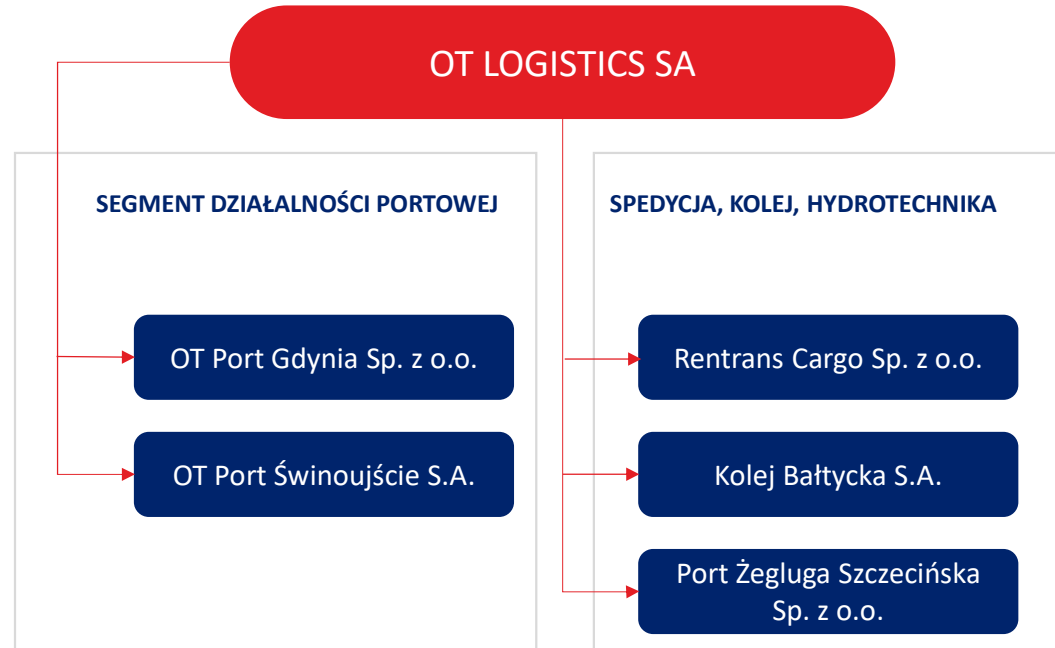 OT LOGISTICS SA
SEGMENT DZIAŁALNOŚCI PORTOWEJ
OT Port Gdynia Sp. z o.o.
OT Port Świnoujście S.A.
SPEDYCJA, KOLEJ, HYDROTECHNIKA
Rentrans Cargo Sp. z o.o.
Kolej Bałtycka S.A.
Port Żegluga Szczecińska
Sp. z o.o.